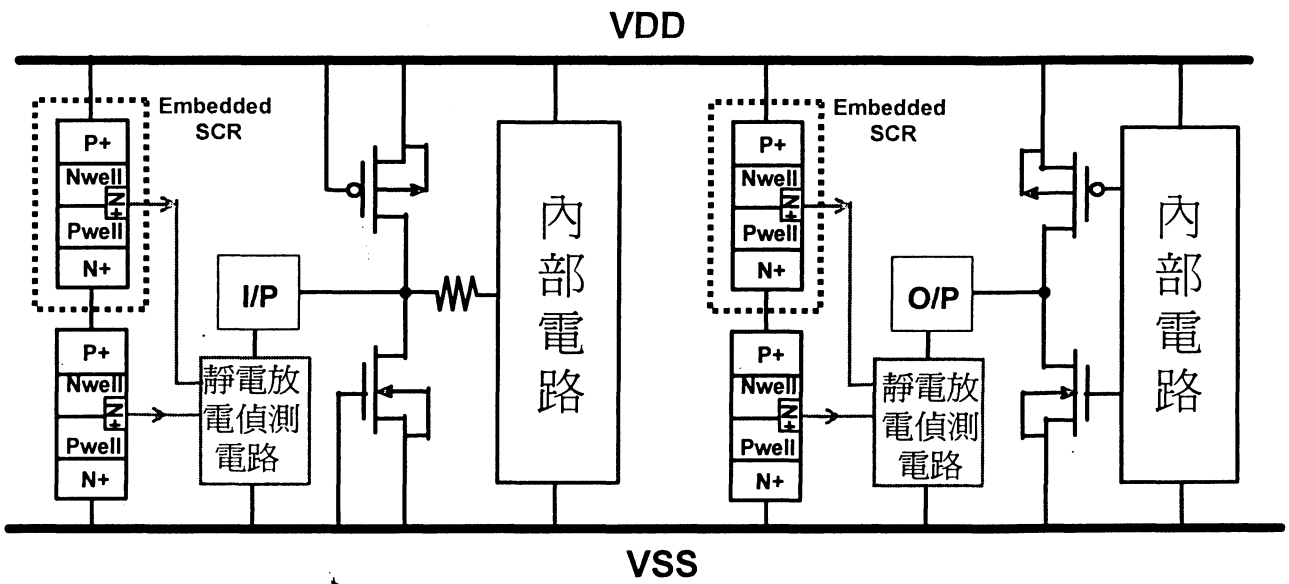 VDD
Embedded
SCR
P+
Nwell
N+
Pwell
N+
P+
Nwell
N+
Pwell
N+
I/P
靜電放
電偵測
電路
內
部
電
路
Embedded
SCR
P+
Nwell
N+
Pwell
N+
P+
Nwell
N+
Pwell
N+
O/P
靜電放
電偵測
電路
內
部
電
路
VSS